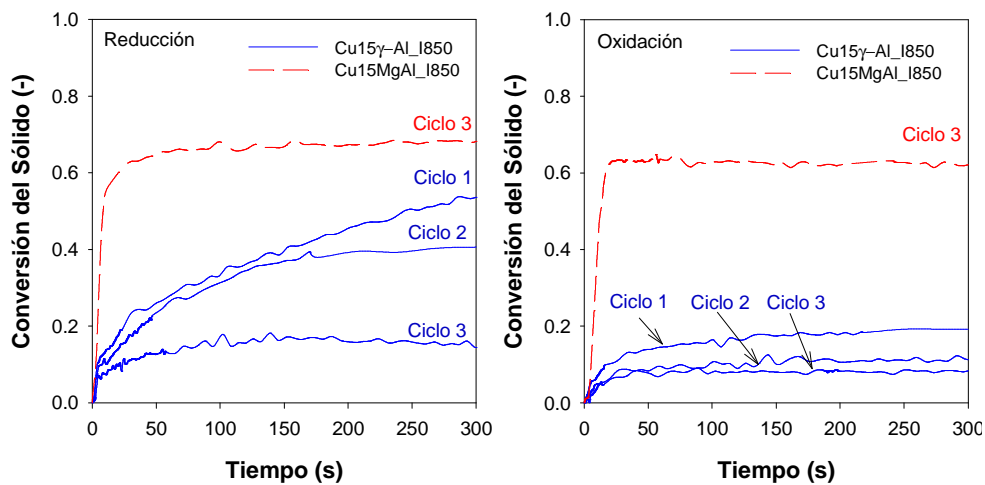 Reducción
Cu15γ–Al_I850
Cu15MgAl_I850
Ciclo 3
Ciclo 1
Ciclo 2
Ciclo 3
Conversión del Sólido (-)
1.0
0.8
0.6
0.4
0.2
0.0
0 50 100 150 200 250 300
Tiempo (s)
Oxidación
Cu15γ–Al_I850
Cu15MgAl_I850
Ciclo 3
Ciclo 1 Ciclo 2 Ciclo 3
Conversión del Sólido (-)
1.0
0.8
0.6
0.4
0.2
0.0
0 50 100 150 200 250 300
Tiempo (s)